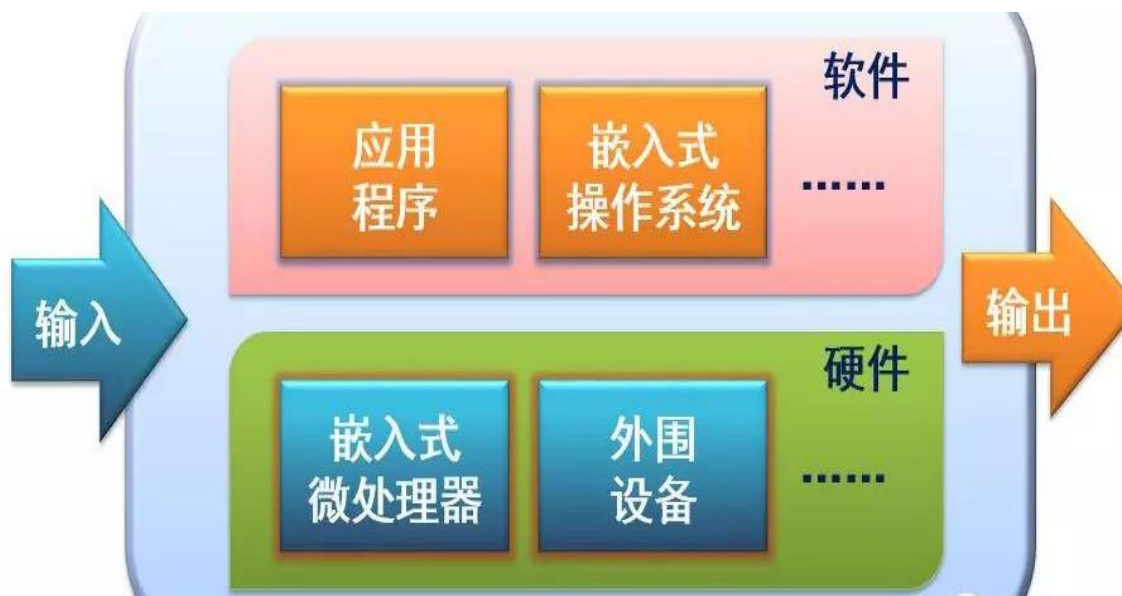 软件
应用
程序
嵌入式
操作系统
……
输入
输出
硬件
嵌入式
微处理器
外围
设备
……